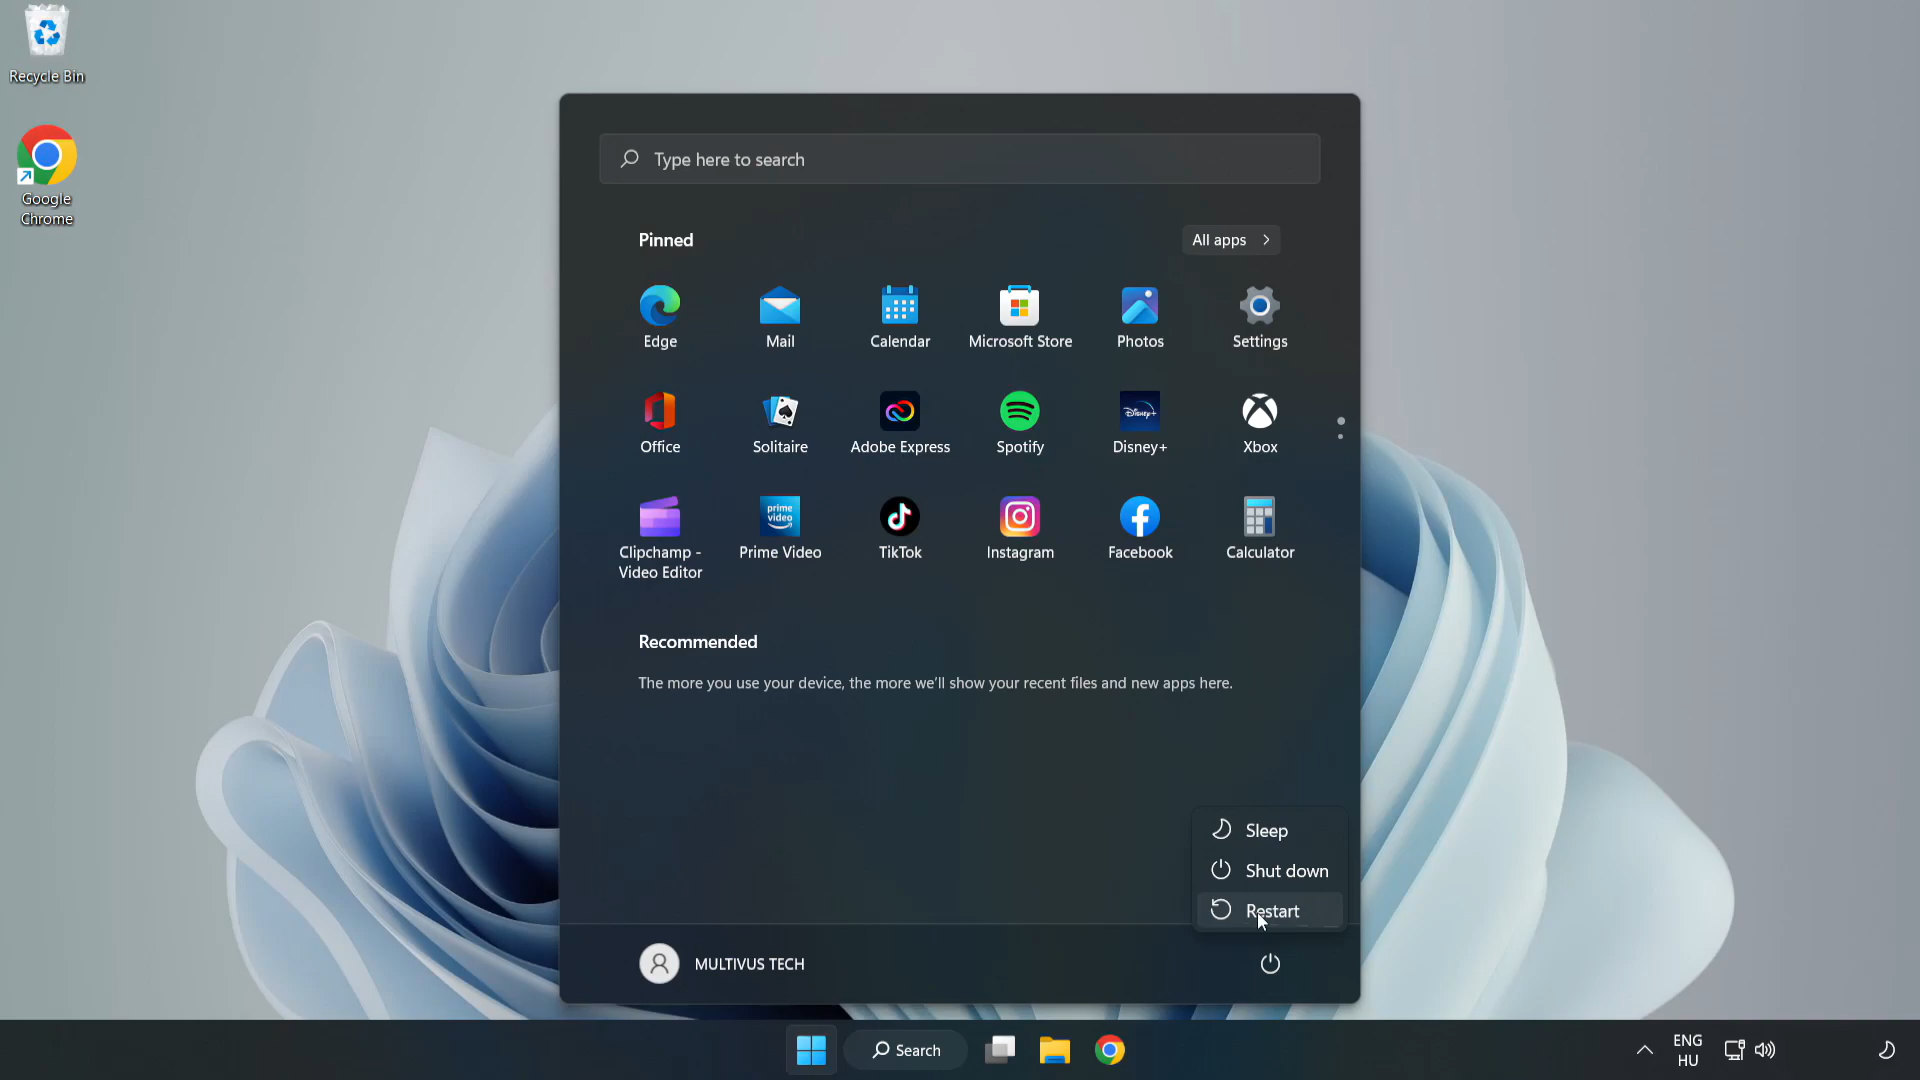 Recycle Bin
Google
Chrome
Type here to search
Pinned
All apps
Edge
Mail
Calendar
Microsoft Store
Photos
Settings
Office
Solitaire
Adobe Express
Spotify
Disney+
Disney+
Xbox
prime
video
Clipchamp -
Video Editor
Prime Video
TikTok
Instagram
Facebook
Calculator
Recommended
The more you use your device, the more we’ll show your recent files and new apps here.
Sleep
Shut down
Restart
MULTIVUS TECH
Search
ENG
HU